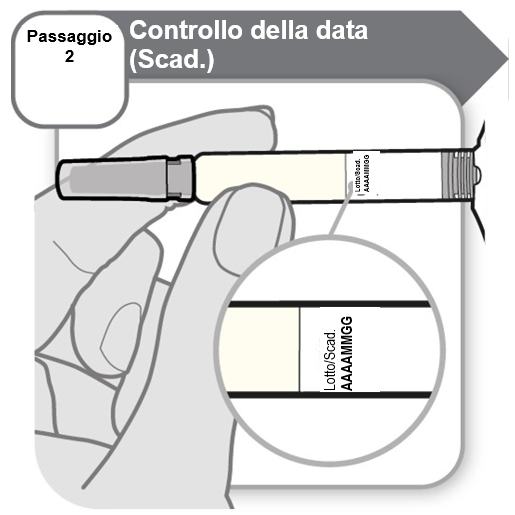 Passaggio
2
Controllo della data
(Scad.)
Lotto/Scad.
AAAAMMGG
Lotto/Scad.
AAAAMMGG